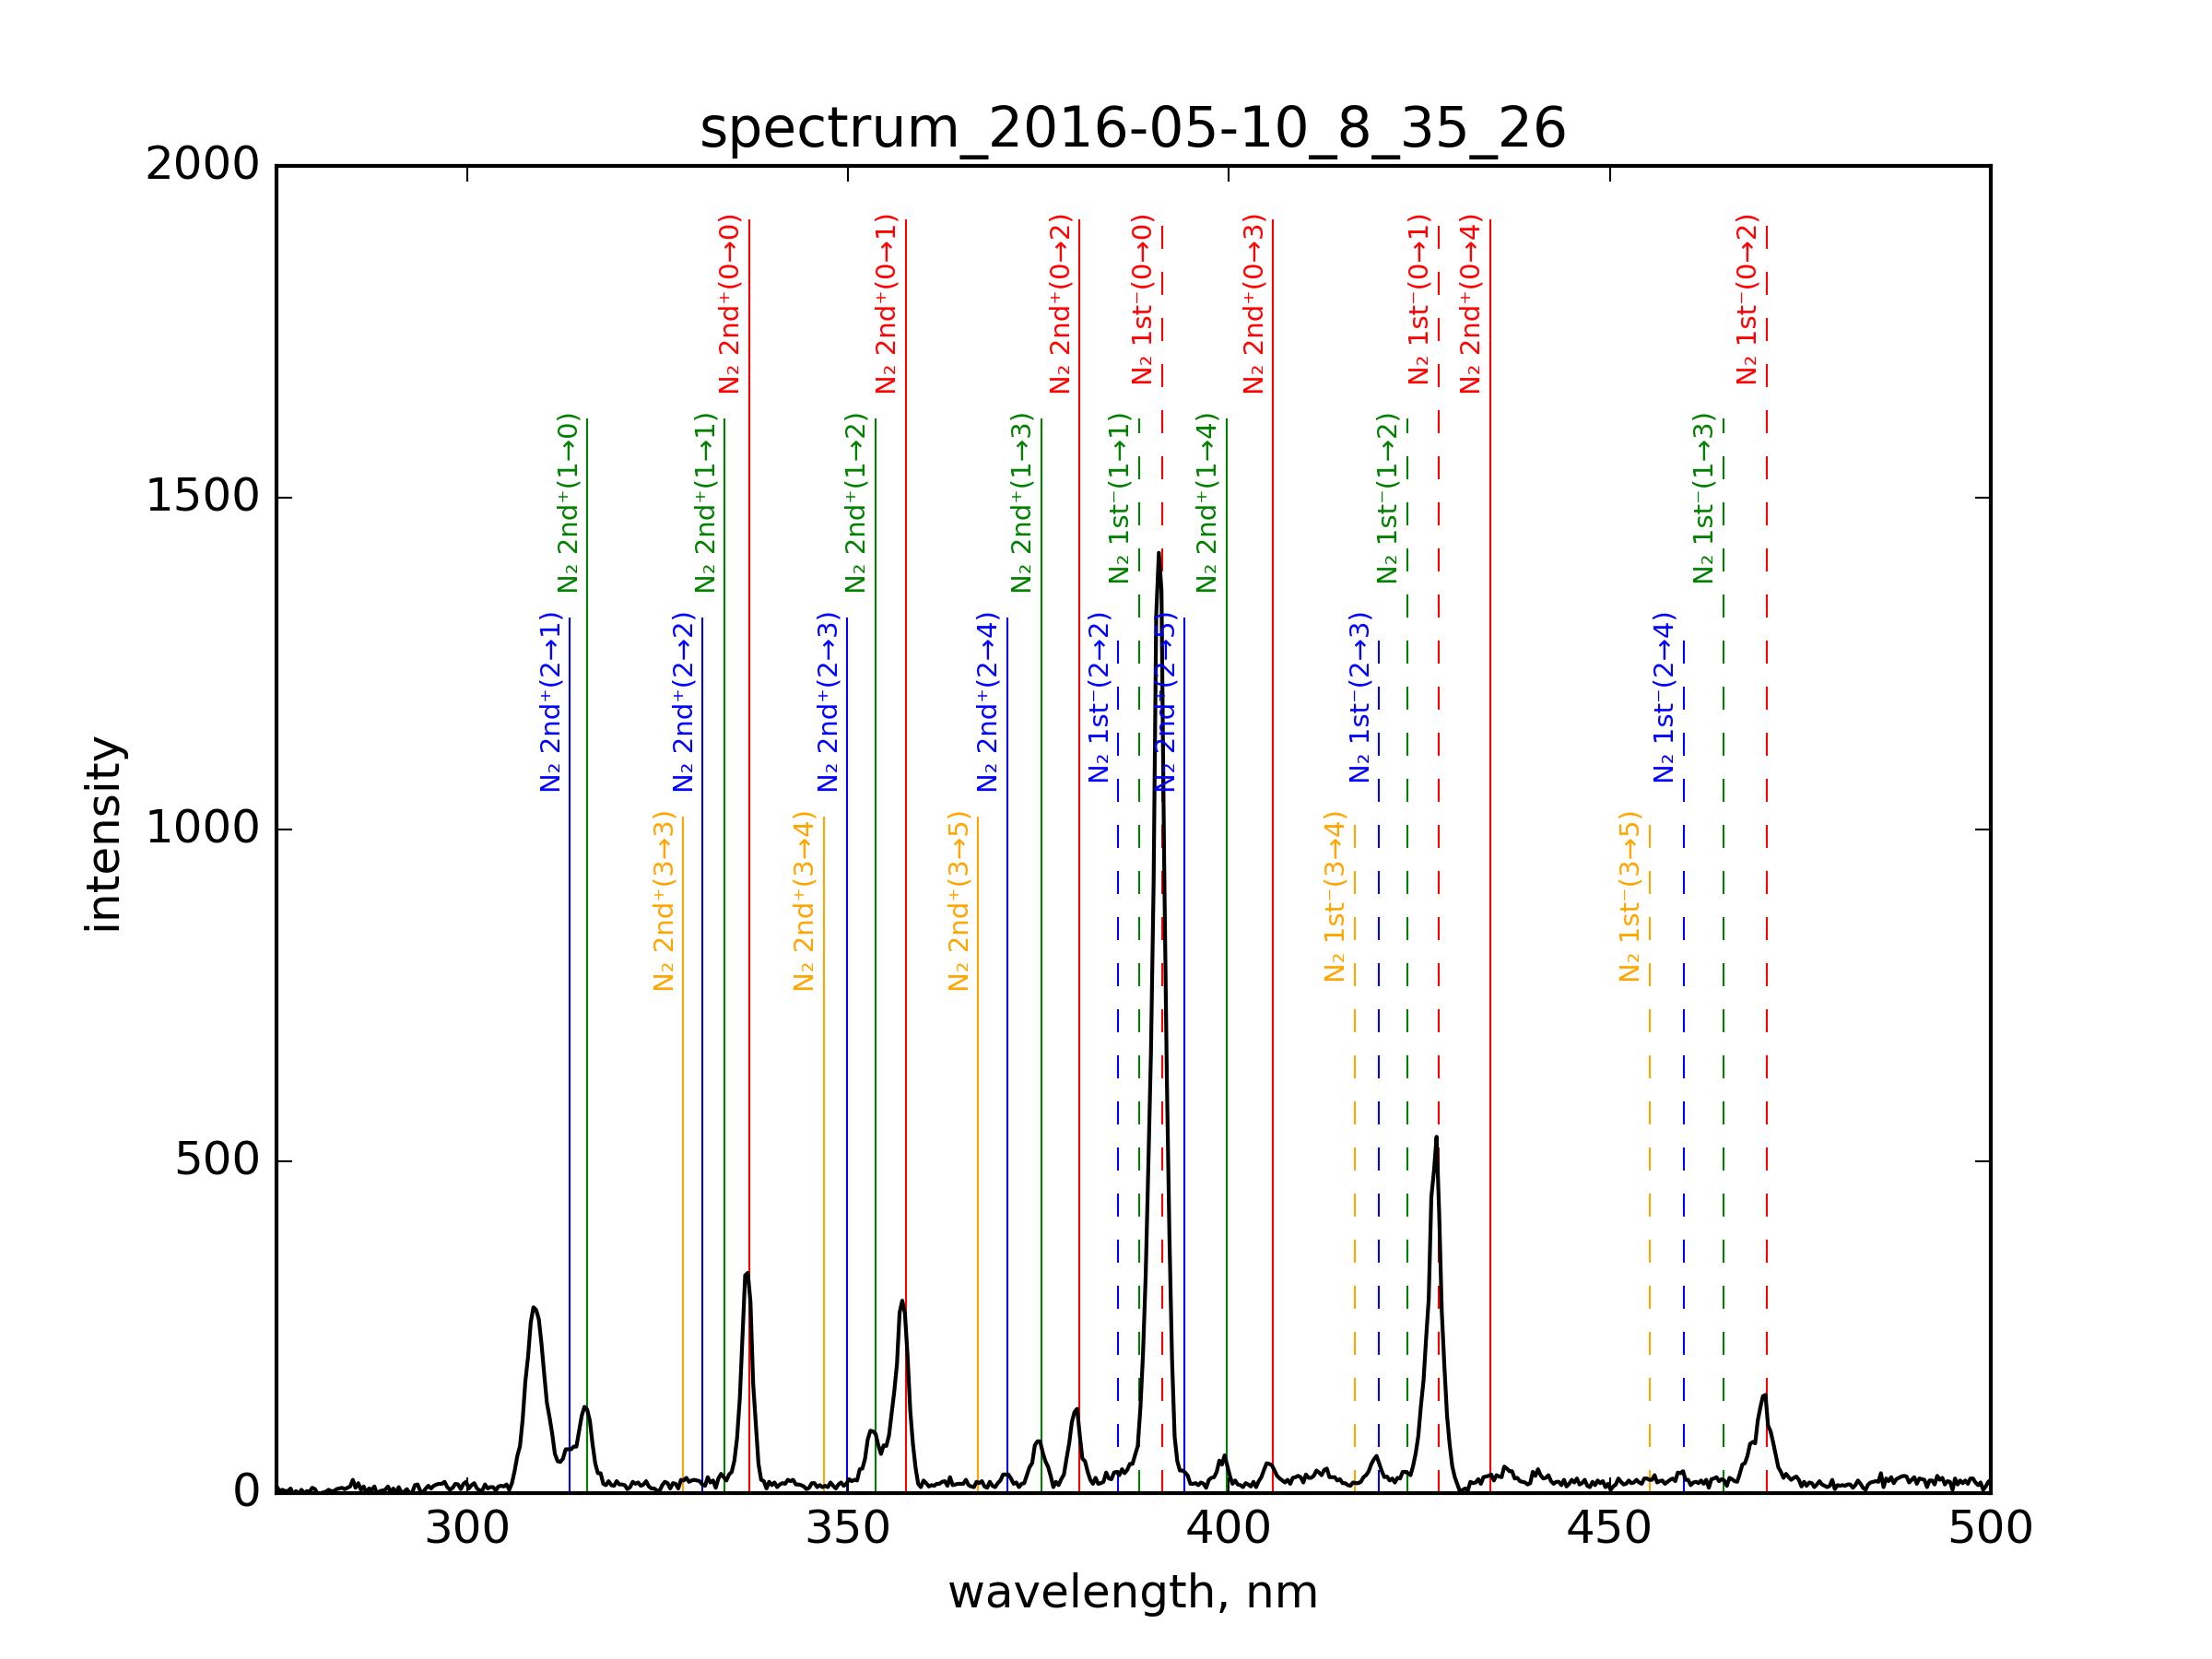 spectrum_2016-05-10_8_35_26
2000
1500
1000
500
0
intensity
N₂ 2nd⁺(0→0)
N₂ 2nd⁺(0→1)
N₂ 2nd⁺(0→2)
N₂ 1st⁻(0→0)
N₂ 2nd⁺(0→3)
N₂ 1st⁻(0→1)
N₂ 2nd⁺(0→4)
N₂ 1st⁻(0→2)
N₂ 2nd⁺(1→0)
N₂ 2nd⁺(1→1)
N₂ 2nd⁺(1→2)
N₂ 2nd⁺(1→3)
N₂ 1st⁻(1→1)
N₂ 2nd⁺(1→4)
N₂ 1st⁻(1→2)
N₂ 1st⁻(1→3)
N₂ 2nd⁺(2→1)
N₂ 2nd⁺(2→2)
N₂ 2nd⁺(2→3)
N₂ 2nd⁺(2→4)
N₂ 1st⁻(2→2)
N₂ 2nd⁺(2→5)
N₂ 1st⁻(2→3)
N₂ 1st⁻(2→4)
N₂ 2nd⁺(3→3)
N₂ 2nd⁺(3→4)
N₂ 2nd⁺(3→5)
N₂ 1st⁻(3→4)
N₂ 1st⁻(3→5)
300
350
400
450
500
wavelength, nm